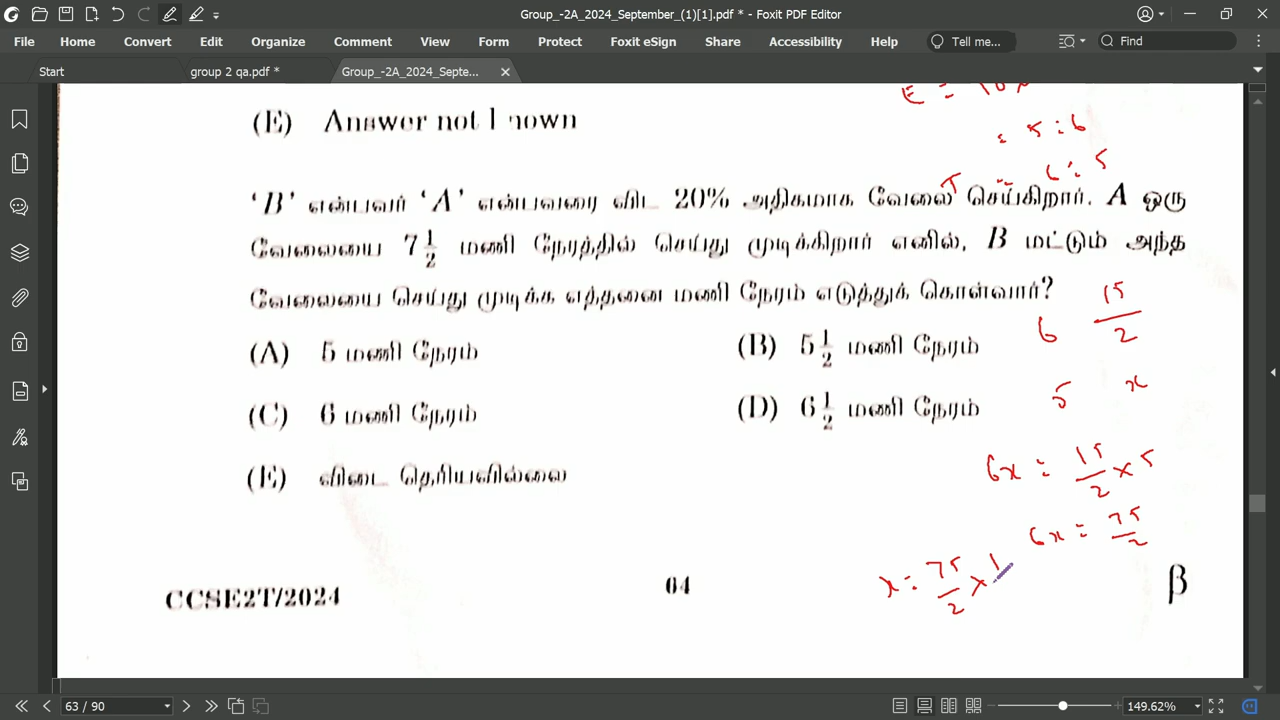 Group_-2A_2024_September_(1)[1].pdf * - Foxit PDF Editor
File Home Convert Edit Organize Comment View Form Protect Foxit eSign Share Accessibility Help Tell me... Find
Start group 2 qa.pdf * Group_-2A_2024_Septe...
(E) Answer not known
= 5 : 6
T = 6 : 5
‘B’ என்பவர் ‘A’ என்பவரை விட 20% அதிகமாக வேலை செய்கிறார். A ஒரு
வேலையை 7 1/2 மணி நேரத்தில் செய்து முடிக்கிறார் எனில், B மட்டும் அந்த
வேலையை செய்து முடிக்க எத்தனை மணி நேரம் எடுத்துக் கொள்வார்?
(A) 5 மணி நேரம் (B) 5 1/2 மணி நேரம்
(C) 6 மணி நேரம் (D) 6 1/2 மணி நேரம்
(E) விடை தெரியவில்லை
6 15/2
5 x
6x = 15/2 × 5
6x = 75/2
x = 75/2 × 1
CCSE2T/2024 64 β
63 / 90 149.62%